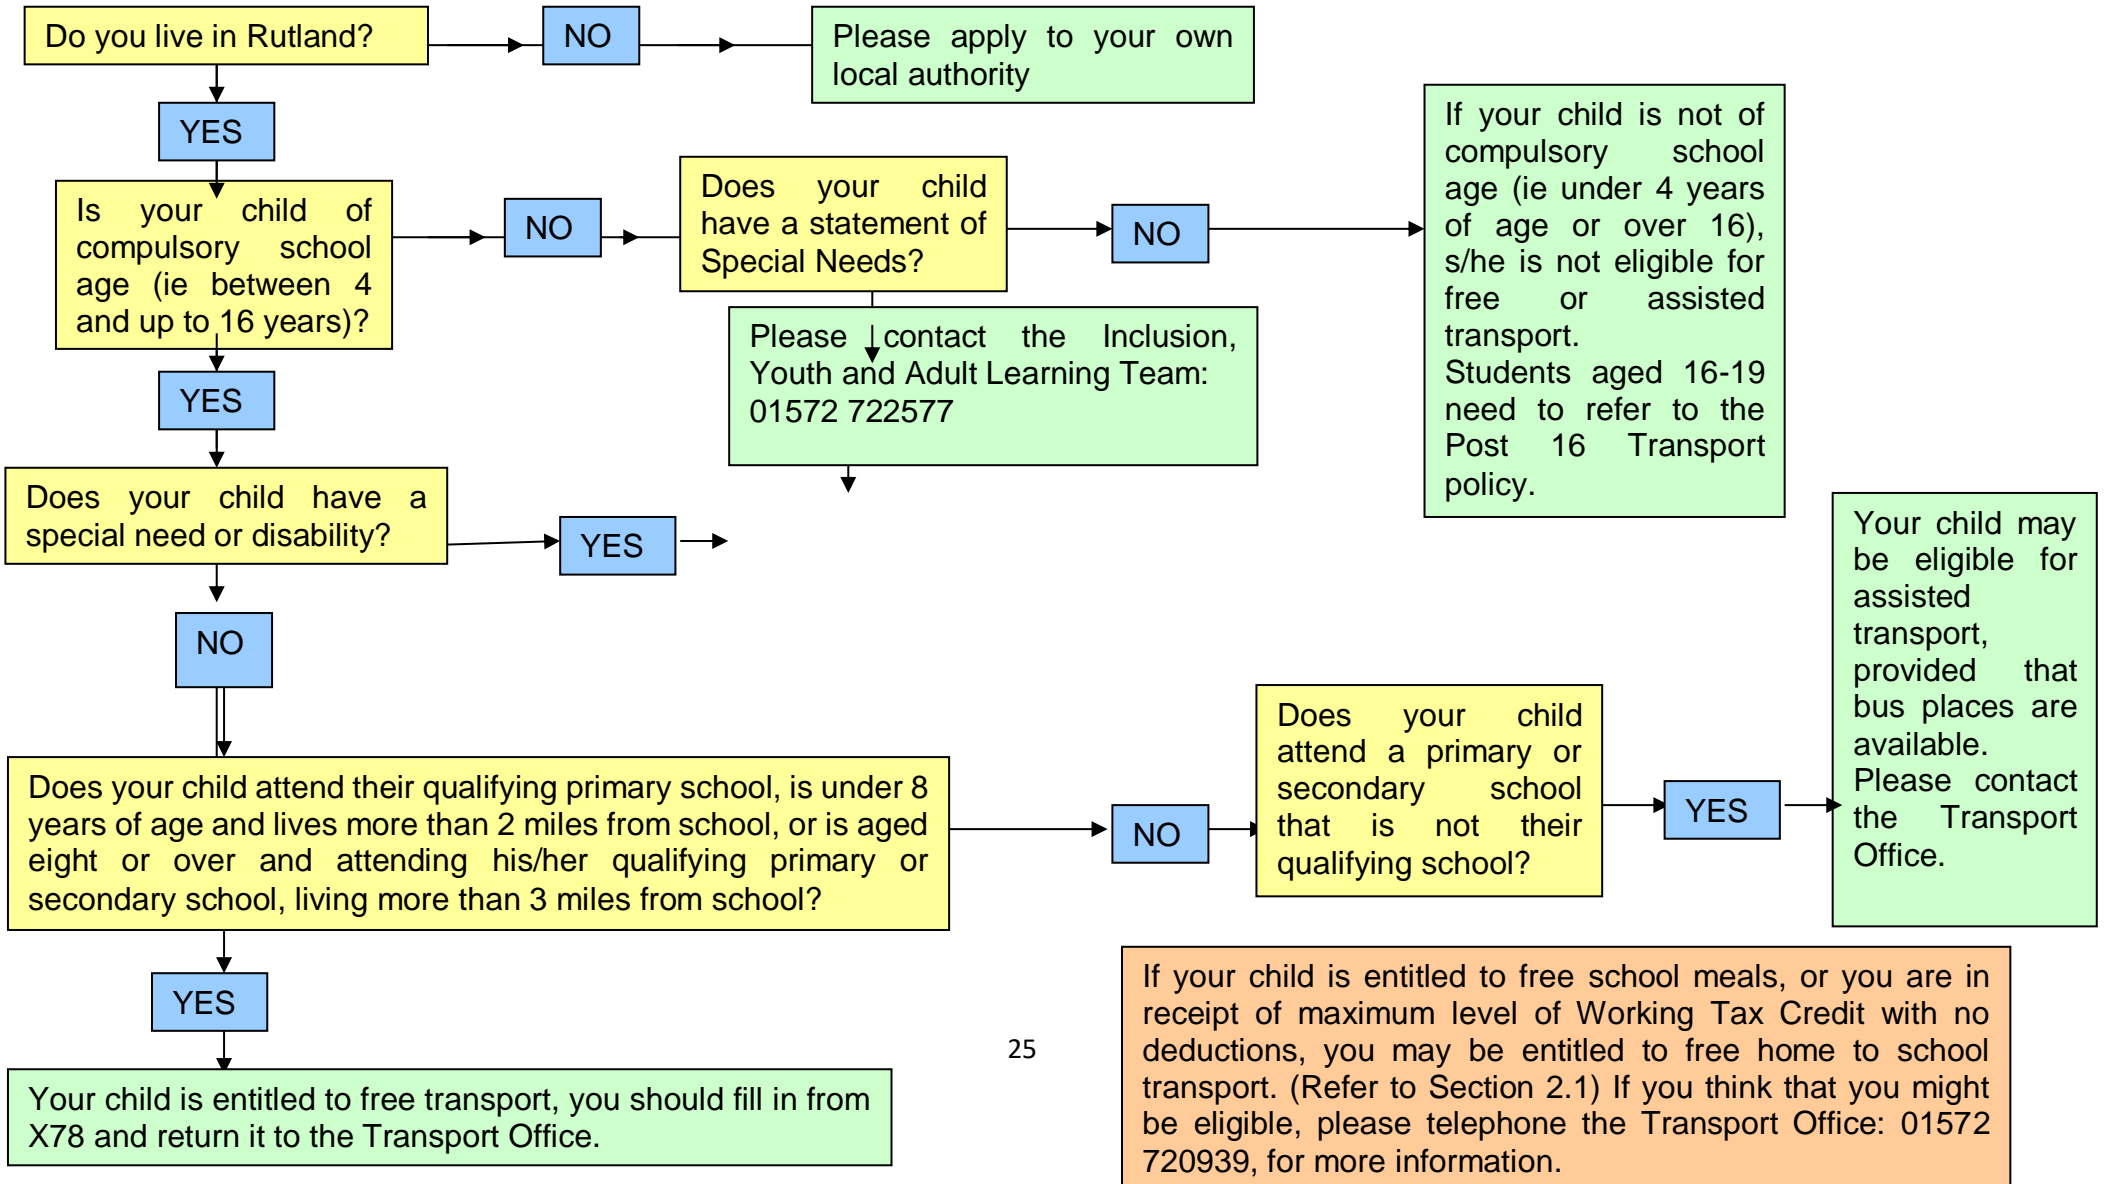 Do you live in Rutland?
NO
Please apply to your own
local authority
YES
Is your child of
compulsory school
age (ie between 4
and up to 16 years)?
NO
Does your child
have a statement of
Special Needs?
NO
If your child is not of
compulsory school
age (ie under 4 years
of age or over 16),
s/he is not eligible for
free or assisted
transport.
Students aged 16-19
need to refer to the
Post 16 Transport
policy.
Please contact the Inclusion,
Youth and Adult Learning Team:
01572 722577
YES
Does your child have a
special need or disability?
YES
NO
Does your child attend their qualifying primary school, is under 8
years of age and lives more than 2 miles from school, or is aged
eight or over and attending his/her qualifying primary or
secondary school, living more than 3 miles from school?
NO
Does your child
attend a primary or
secondary school
that is not their
qualifying school?
YES
Your child may
be eligible for
assisted
transport,
provided that
bus places are
available.
Please contact
the Transport
Office.
YES
Your child is entitled to free transport, you should fill in from
X78 and return it to the Transport Office.
25
If your child is entitled to free school meals, or you are in
receipt of maximum level of Working Tax Credit with no
deductions, you may be entitled to free home to school
transport. (Refer to Section 2.1) If you think that you might
be eligible, please telephone the Transport Office: 01572
720939, for more information.